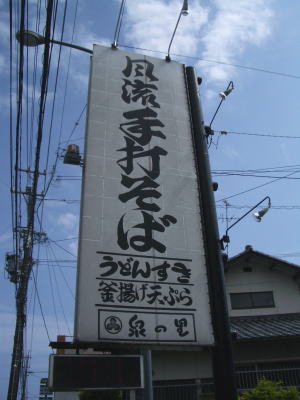 風流
手打そば
うどんすき
釜揚げ天ぷら
泉の里